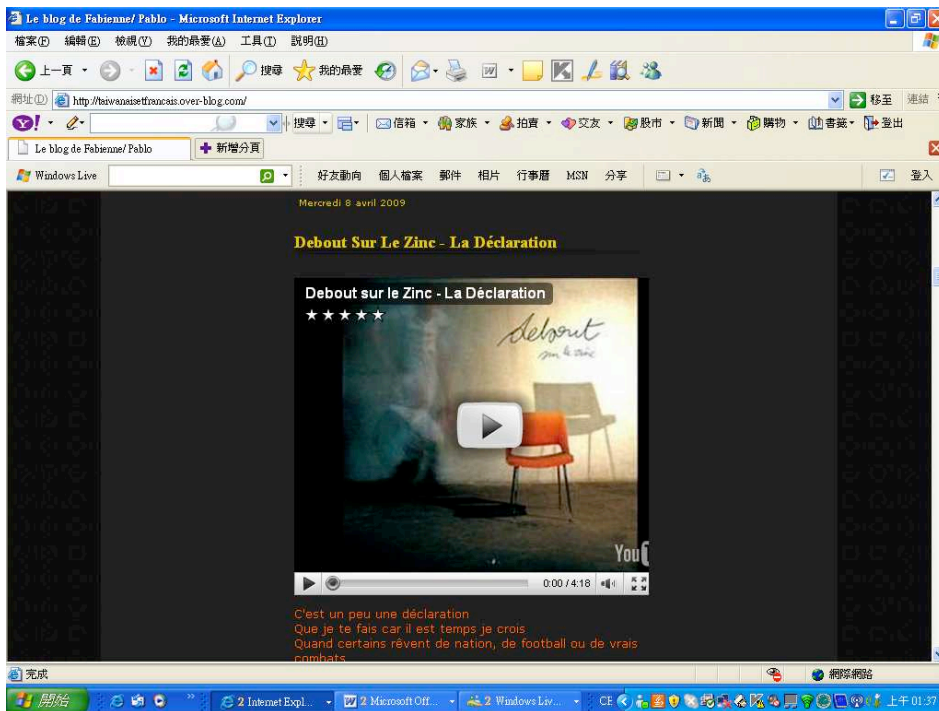 Le blog de Fabienne/ Pablo - Microsoft Internet Explorer
檔案(F) 編輯(E) 檢視(V) 我的最愛(A) 工具(T) 說明(H)
上一頁 搜尋 我的最愛
網址(D) http://taiwanaisetfrancais.over-blog.com/ 移至 連結
Y! 搜尋 信箱 家族 拍賣 交友 股市 新聞 購物 書籤 登出
Le blog de Fabienne/ Pablo 新增分頁
Windows Live 好友動向 個人檔案 郵件 相片 行事曆 MSN 分享 登入
Mercredi 8 avril 2009
Debout Sur Le Zinc - La Déclaration
Debout sur le Zinc - La Déclaration
debout
sur le zinc
You
0:00 / 4:18
C'est un peu une déclaration
Que je te fais car il est temps je crois
Quand certains rêvent de nation, de football ou de vrais
combats
完成 網際網路
開始 2 Internet Expl... 2 Microsoft Off... 2 Windows Liv... CH 上午 01:37